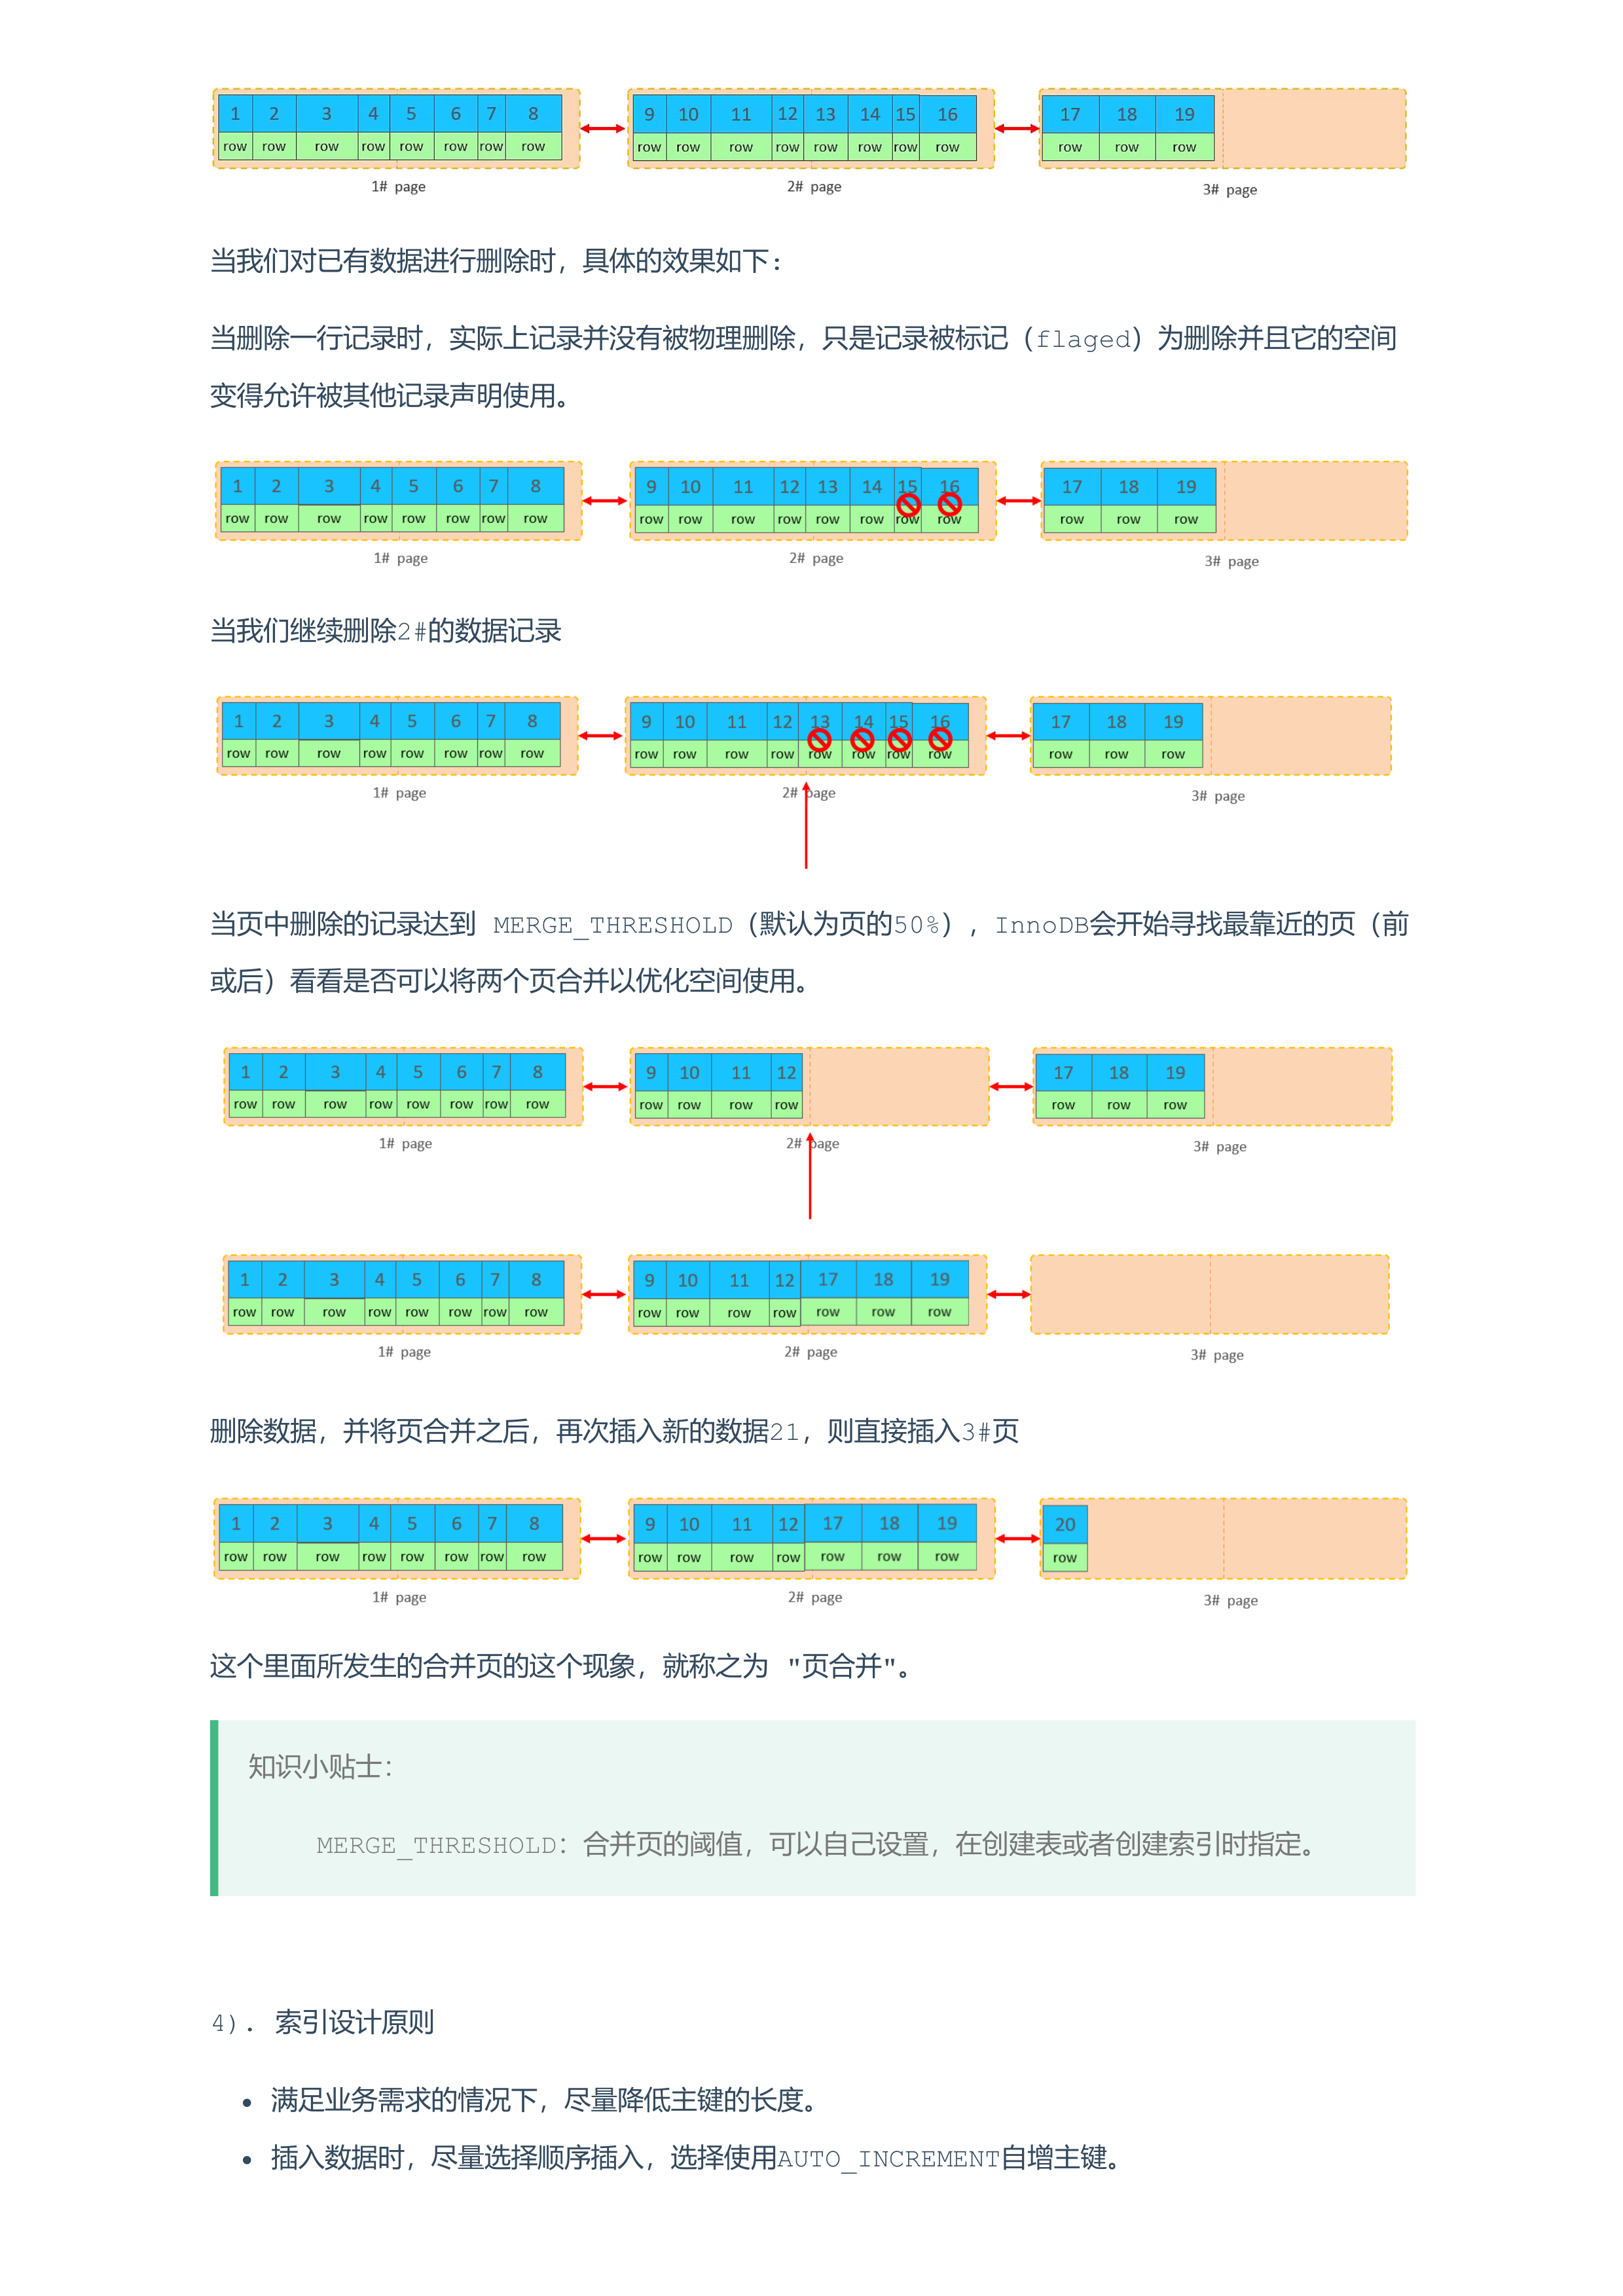 1 2 3 4 5 6 7 8 9 10 11 12 13 14 15 16 17 18 19
row row row row row row row row row row row row row row row row row row row
1# page 2# page 3# page
当我们对已有数据进行删除时，具体的效果如下：
当删除一行记录时，实际上记录并没有被物理删除，只是记录被标记（flaged）为删除并且它的空间
变得允许被其他记录声明使用。
1 2 3 4 5 6 7 8 9 10 11 12 13 14 15 16 17 18 19
row row row row row row row row row row row row row row row row row row row
1# page 2# page 3# page
当我们继续删除2#的数据记录
1 2 3 4 5 6 7 8 9 10 11 12 13 14 15 16 17 18 19
row row row row row row row row row row row row row row row row row row row
1# page 2# page 3# page
当页中删除的记录达到 MERGE_THRESHOLD（默认为页的50%），InnoDB会开始寻找最靠近的页（前
或后）看看是否可以将两个页合并以优化空间使用。
1 2 3 4 5 6 7 8 9 10 11 12 17 18 19
row row row row row row row row row row row row row row row
1# page 2# page 3# page
1 2 3 4 5 6 7 8 9 10 11 12 17 18 19
row row row row row row row row row row row row row row row
1# page 2# page 3# page
删除数据，并将页合并之后，再次插入新的数据21，则直接插入3#页
1 2 3 4 5 6 7 8 9 10 11 12 17 18 19 20
row row row row row row row row row row row row row row row row
1# page 2# page 3# page
这个里面所发生的合并页的这个现象，就称之为 "页合并"。
知识小贴士：
MERGE_THRESHOLD：合并页的阈值，可以自己设置，在创建表或者创建索引时指定。
4). 索引设计原则
• 满足业务需求的情况下，尽量降低主键的长度。
• 插入数据时，尽量选择顺序插入，选择使用AUTO_INCREMENT自增主键。